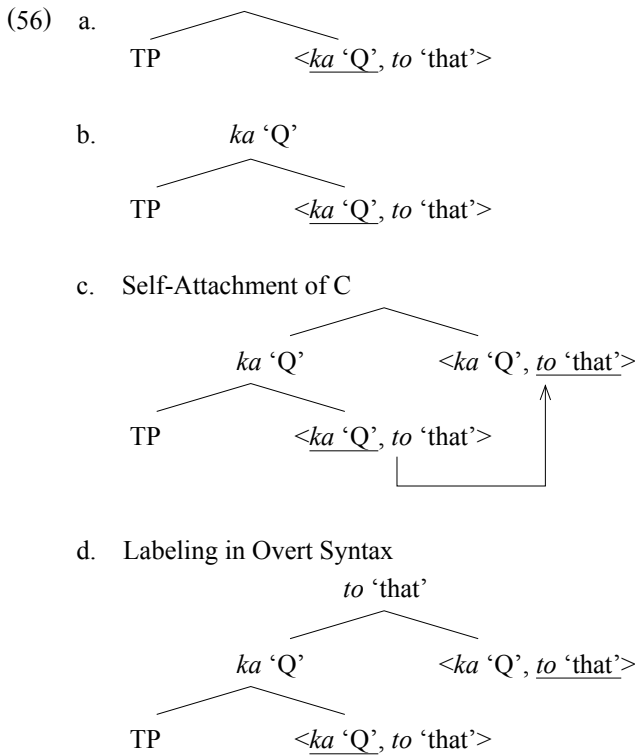 (56) a.
TP <ka ‘Q’, to ‘that’>
b. ka ‘Q’
TP <ka ‘Q’, to ‘that’>
c. Self-Attachment of C
ka ‘Q’ <ka ‘Q’, to ‘that’>
TP <ka ‘Q’, to ‘that’>
d. Labeling in Overt Syntax
to ‘that’
ka ‘Q’ <ka ‘Q’, to ‘that’>
TP <ka ‘Q’, to ‘that’>